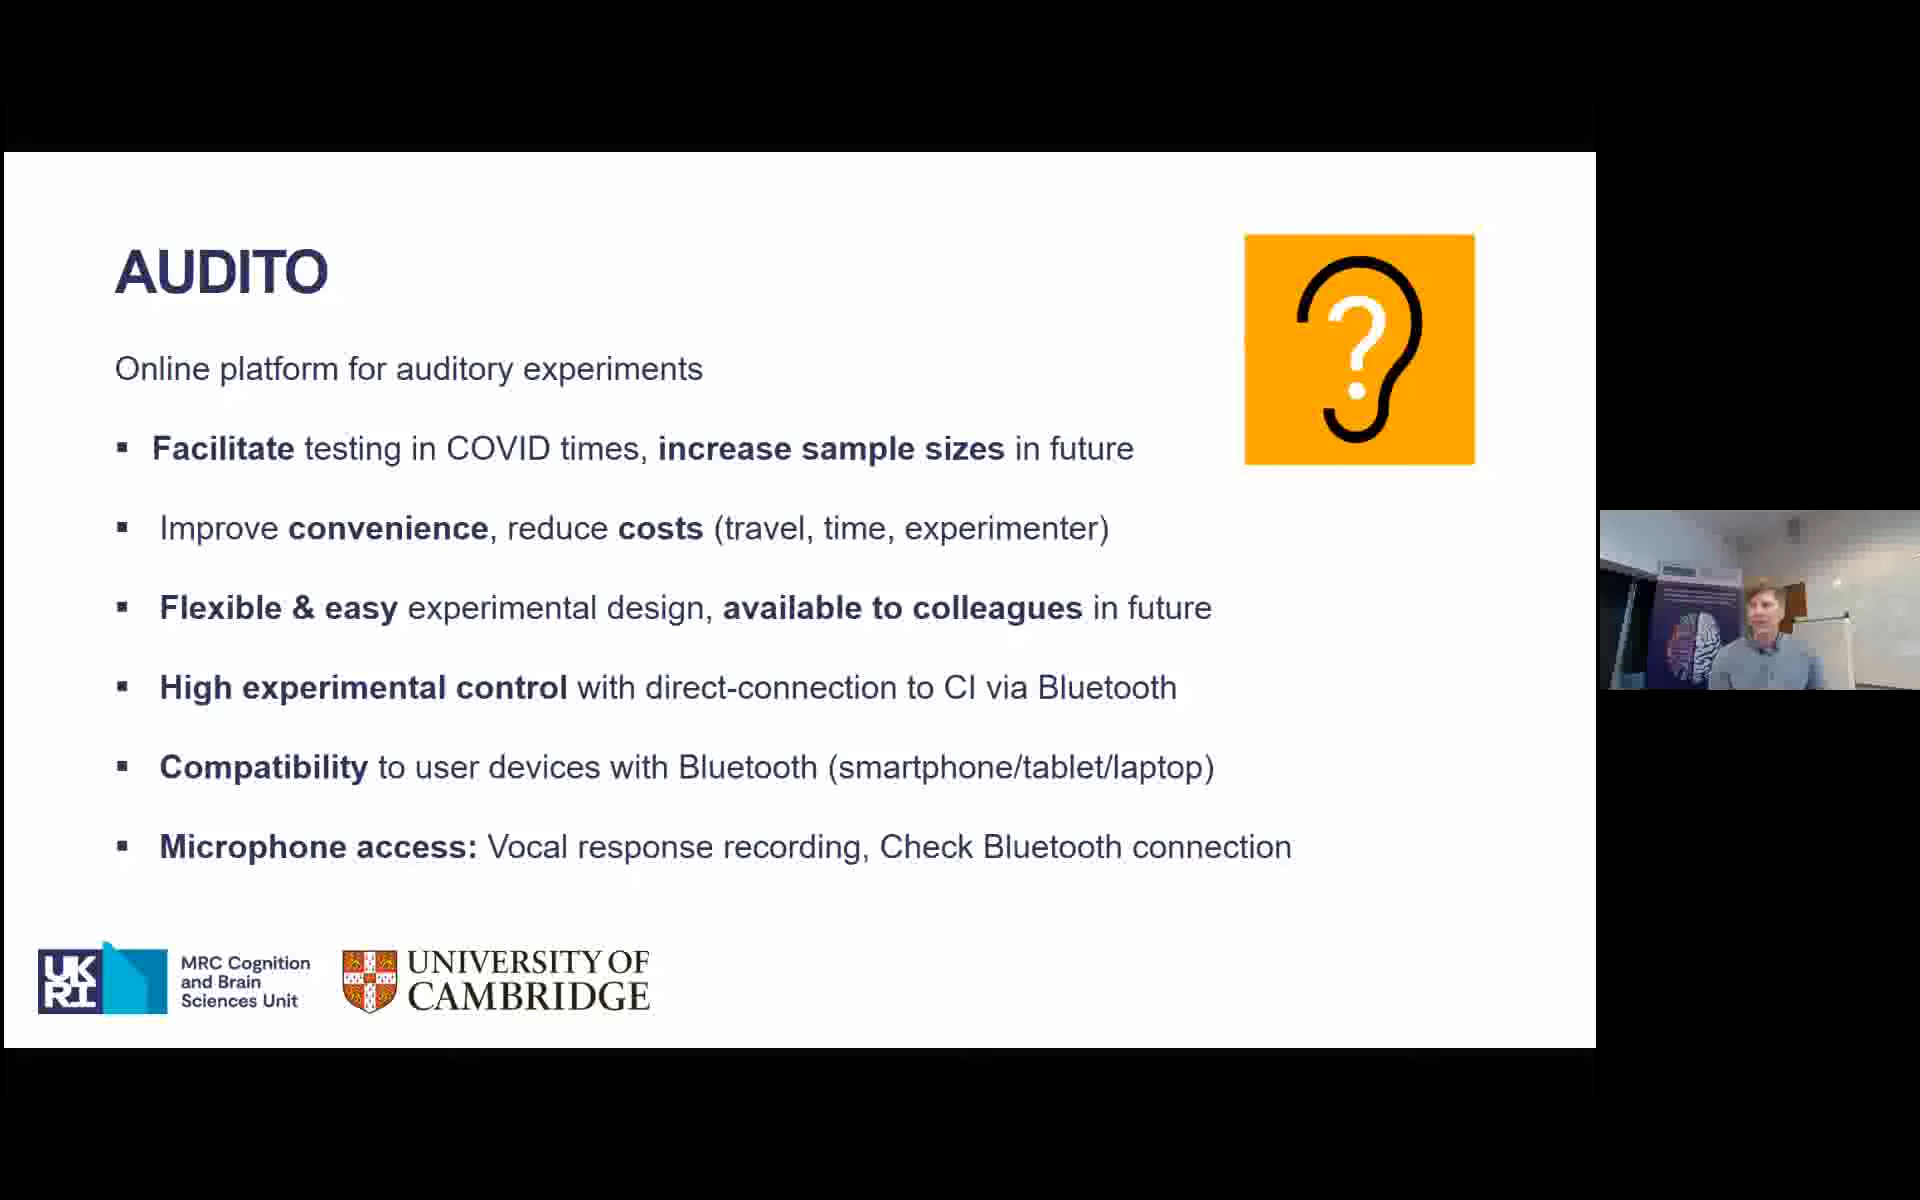 AUDITO
Online platform for auditory experiments
▪ Facilitate testing in COVID times, increase sample sizes in future
▪ Improve convenience, reduce costs (travel, time, experimenter)
▪ Flexible & easy experimental design, available to colleagues in future
▪ High experimental control with direct-connection to CI via Bluetooth
▪ Compatibility to user devices with Bluetooth (smartphone/tablet/laptop)
▪ Microphone access: Vocal response recording, Check Bluetooth connection
?
UK
RI
MRC Cognition
and Brain
Sciences Unit
UNIVERSITY OF
CAMBRIDGE